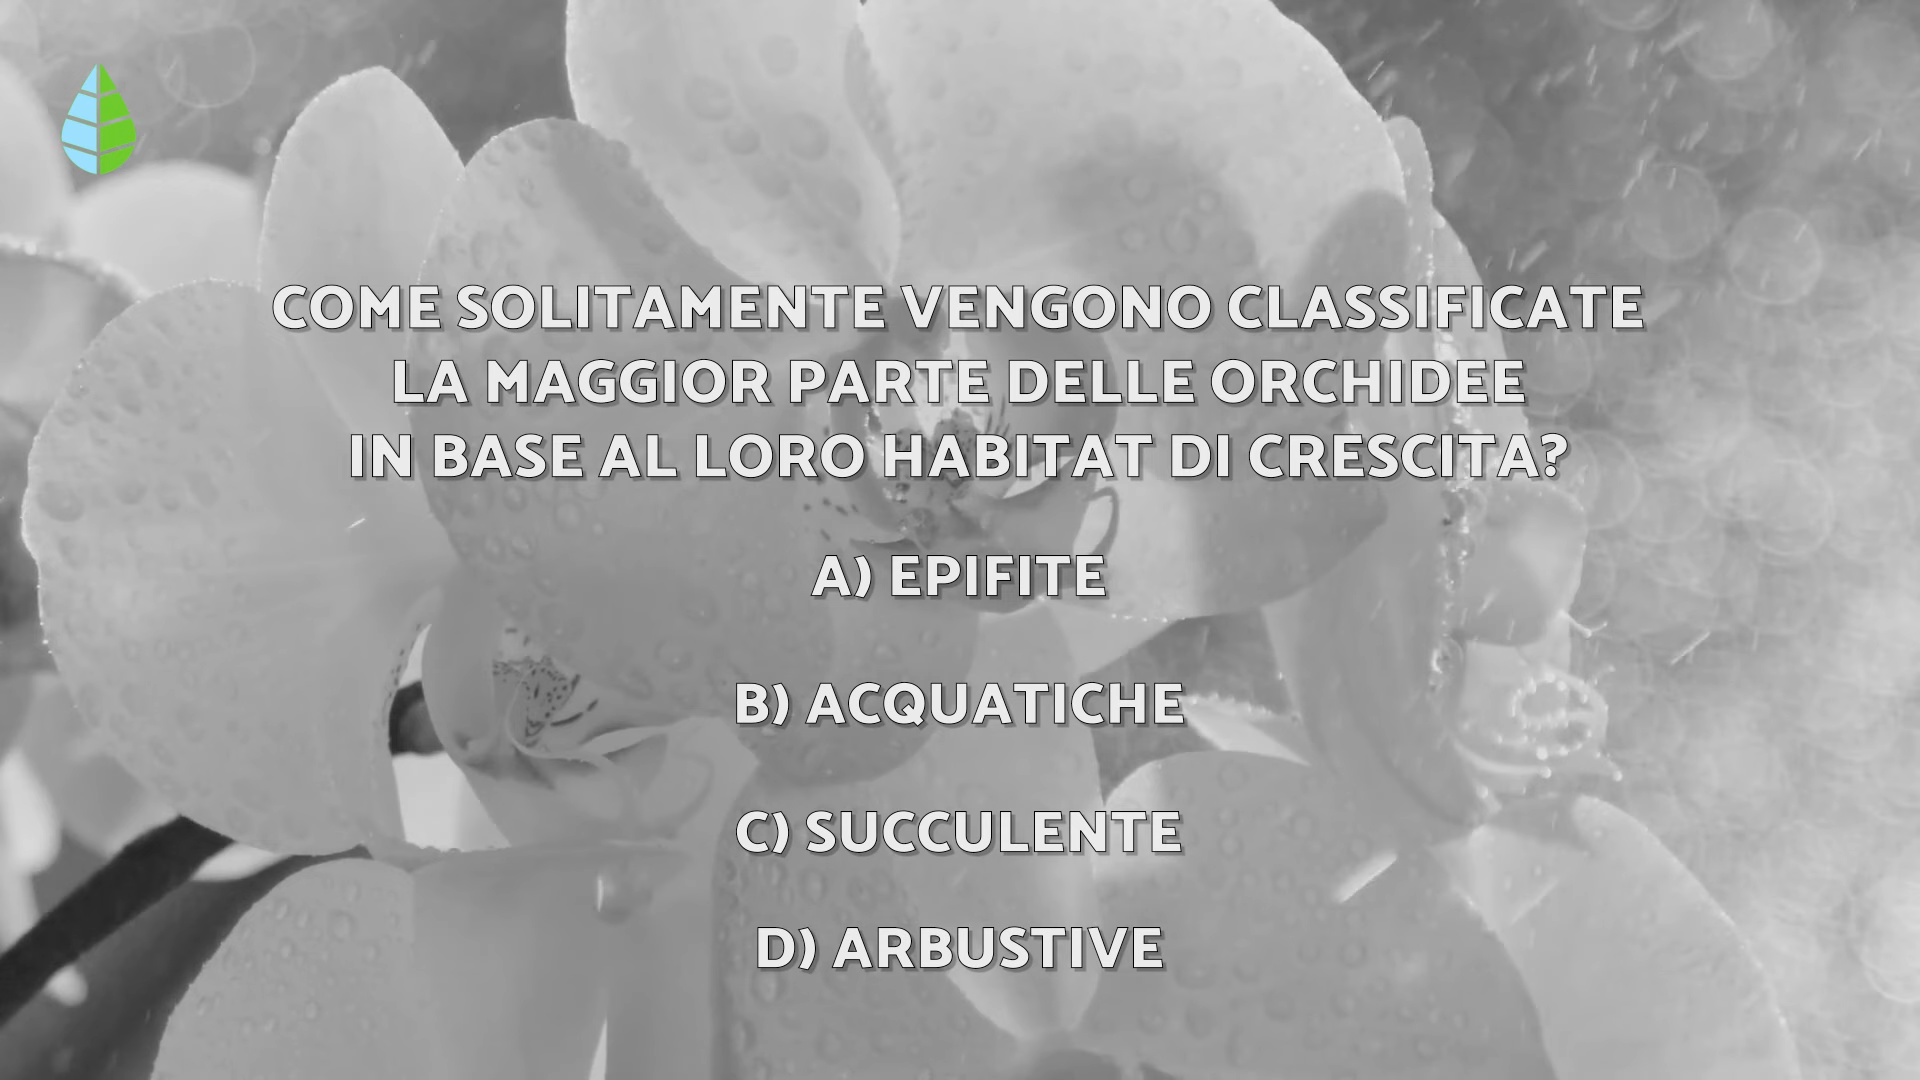 COME SOLITAMENTE VENGONO CLASSIFICATE
LA MAGGIOR PARTE DELLE ORCHIDEE
IN BASE AL LORO HABITAT DI CRESCITA?
A) EPIFITE
B) ACQUATICHE
C) SUCCULENTE
D) ARBUSTIVE